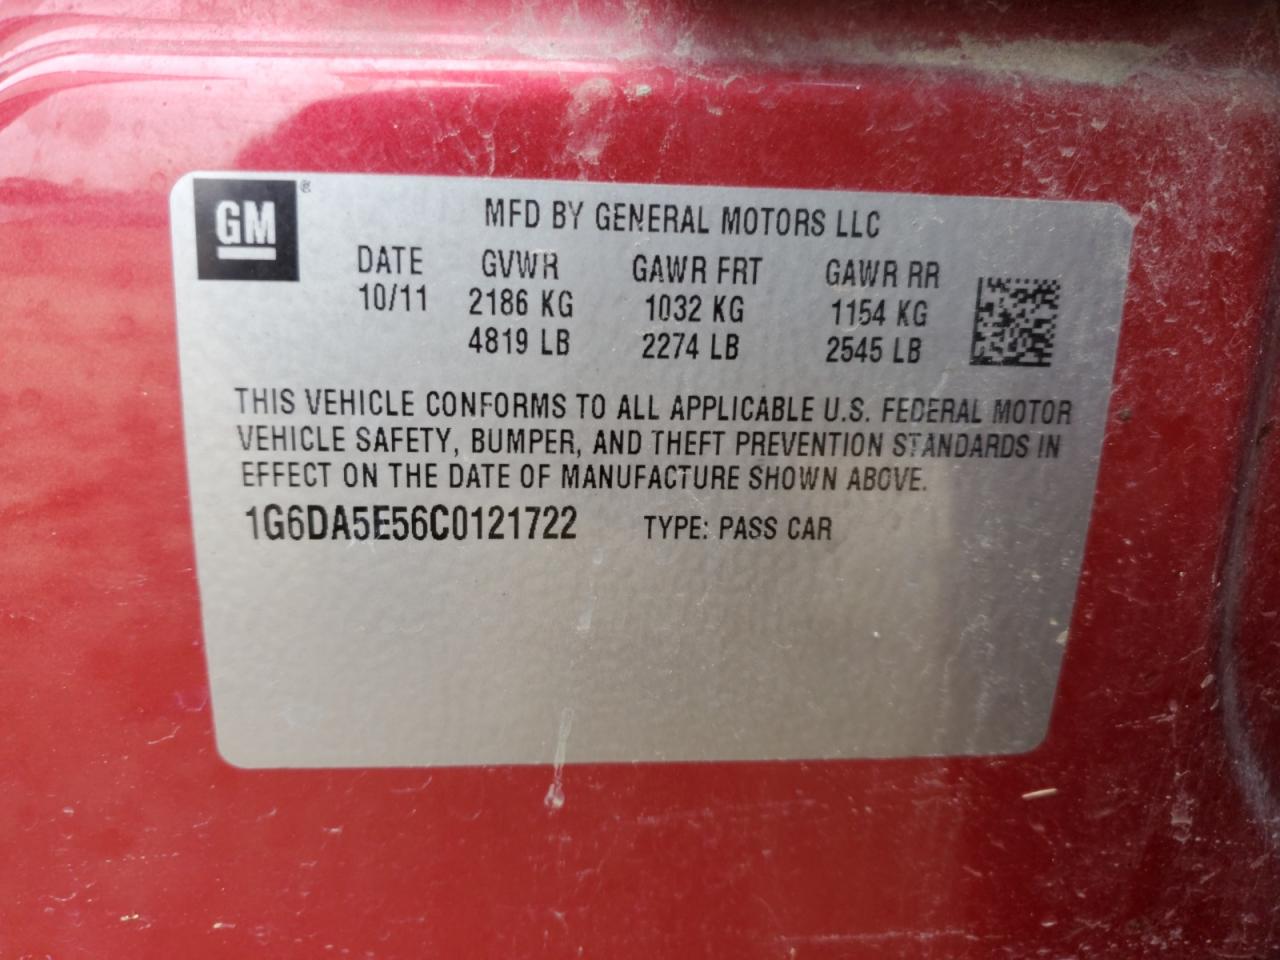 GM®
MFD BY GENERAL MOTORS LLC
DATE GVWR GAWR FRT GAWR RR
10/11 2186 KG 1032 KG 1154 KG
4819 LB 2274 LB 2545 LB
THIS VEHICLE CONFORMS TO ALL APPLICABLE U.S. FEDERAL MOTOR
VEHICLE SAFETY, BUMPER, AND THEFT PREVENTION STANDARDS IN
EFFECT ON THE DATE OF MANUFACTURE SHOWN ABOVE.
1G6DA5E56C0121722 TYPE: PASS CAR